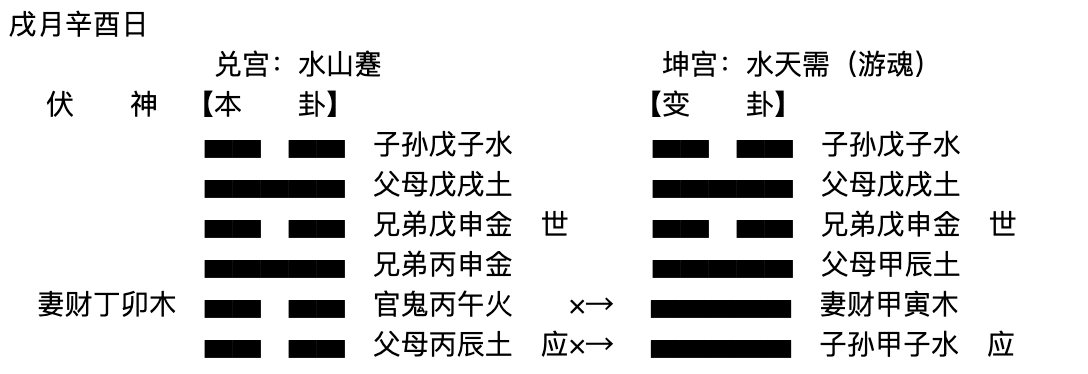 戌月辛酉日
兑宫：水山蹇 坤宫：水天需（游魂）
伏 神 【本 卦】 【变 卦】
子孙戊子水 子孙戊子水
父母戊戌土 父母戊戌土
兄弟戊申金 世 兄弟戊申金 世
兄弟丙申金 父母甲辰土
妻财丁卯木 官鬼丙午火 ×→ 妻财甲寅木
父母丙辰土 应×→ 子孙甲子水 应